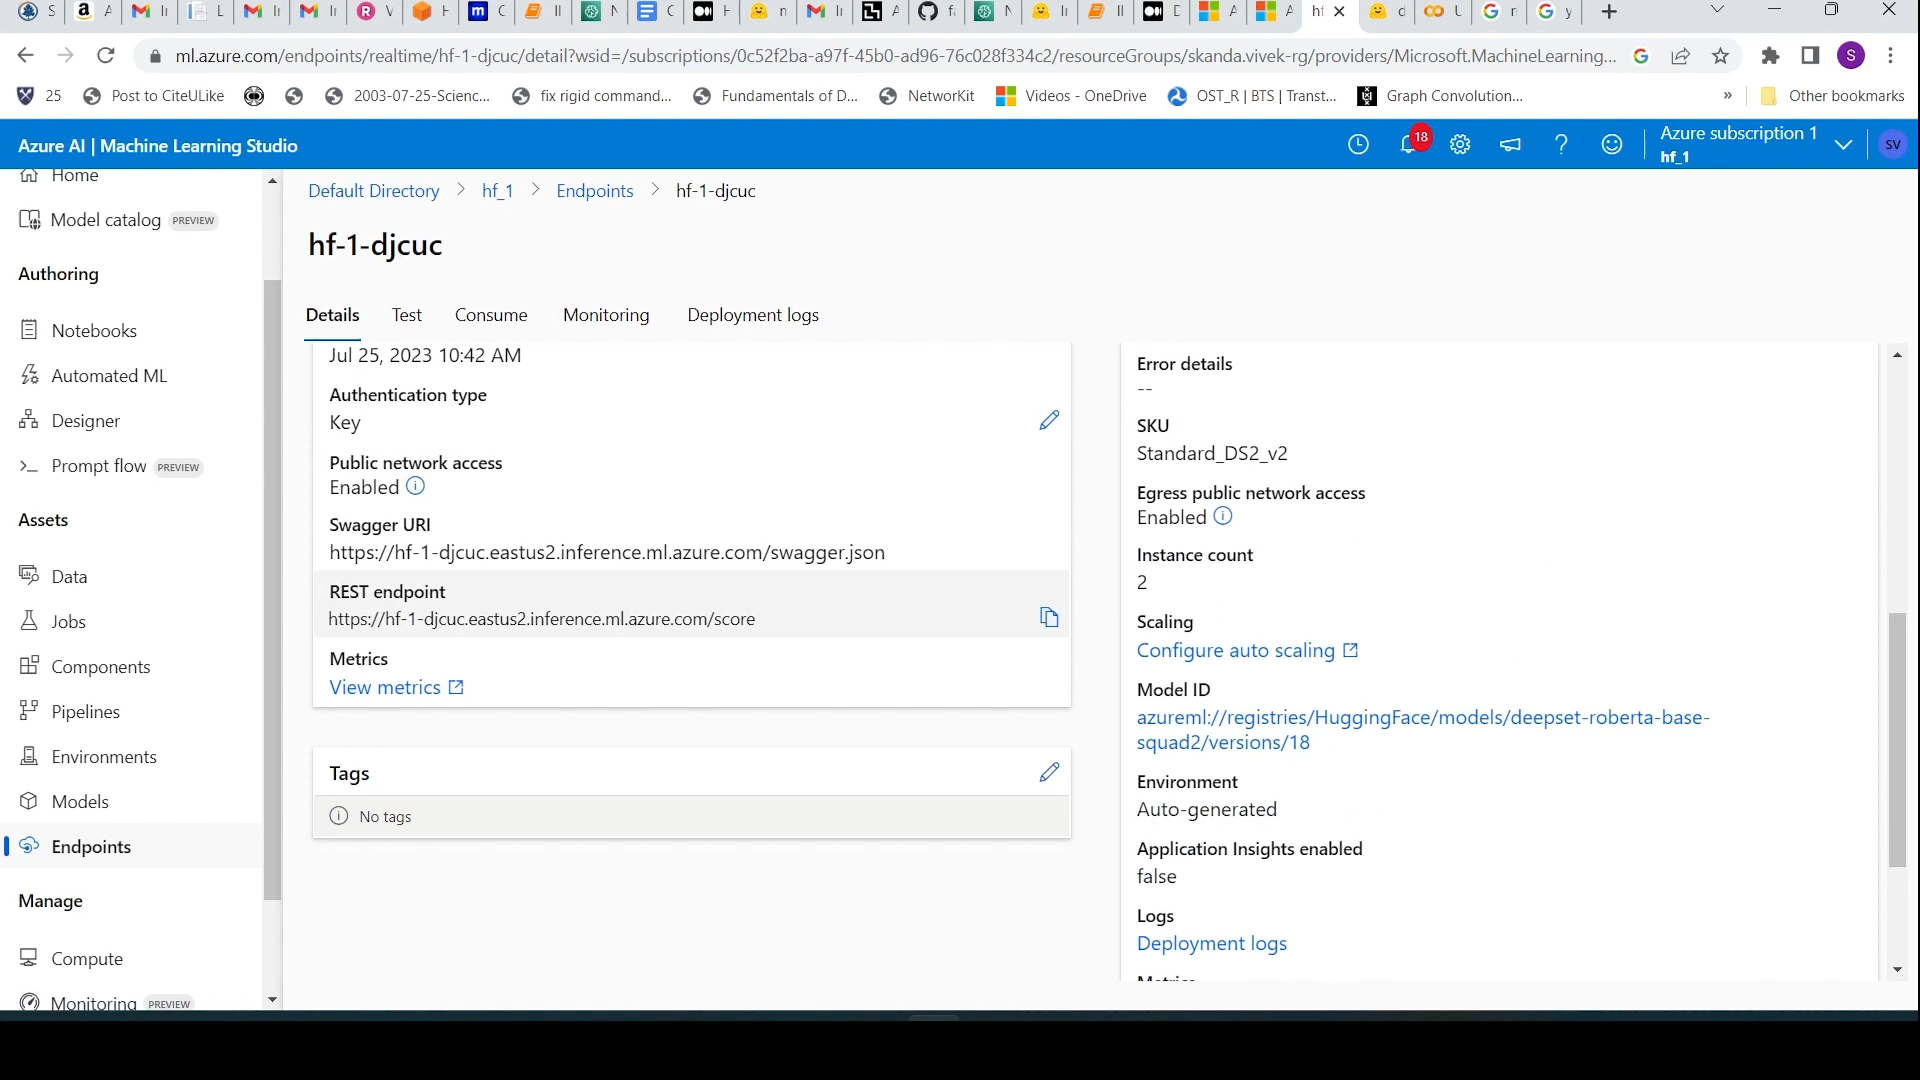 ml.azure.com/endpoints/realtime/hf-1-djcuc/detail?wsid=/subscriptions/0c52f2ba-a97f-45b0-ad96-76c028f334c2/resourceGroups/skanda.vivek-rg/providers/Microsoft.MachineLearning...
S
25
Post to CiteULike
2003-07-25-Scienc...
fix rigid command...
Fundamentals of D...
NetworKit
Videos - OneDrive
OST_R | BTS | Transt...
Graph Convolution...
»
Other bookmarks
Azure AI | Machine Learning Studio
18
Azure subscription 1
hf_1
SV
Home
Model catalog PREVIEW
Authoring
Notebooks
Automated ML
Designer
Prompt flow PREVIEW
Assets
Data
Jobs
Components
Pipelines
Environments
Models
Endpoints
Manage
Compute
Monitoring PREVIEW
Default Directory > hf_1 > Endpoints > hf-1-djcuc
hf-1-djcuc
Details
Test
Consume
Monitoring
Deployment logs
Jul 25, 2023 10:42 AM
Authentication type
Key
Public network access
Enabled
Swagger URI
https://hf-1-djcuc.eastus2.inference.ml.azure.com/swagger.json
REST endpoint
https://hf-1-djcuc.eastus2.inference.ml.azure.com/score
Metrics
View metrics
Tags
No tags
Error details
--
SKU
Standard_DS2_v2
Egress public network access
Enabled
Instance count
2
Scaling
Configure auto scaling
Model ID
azureml://registries/HuggingFace/models/deepset-roberta-base-
squad2/versions/18
Environment
Auto-generated
Application Insights enabled
false
Logs
Deployment logs